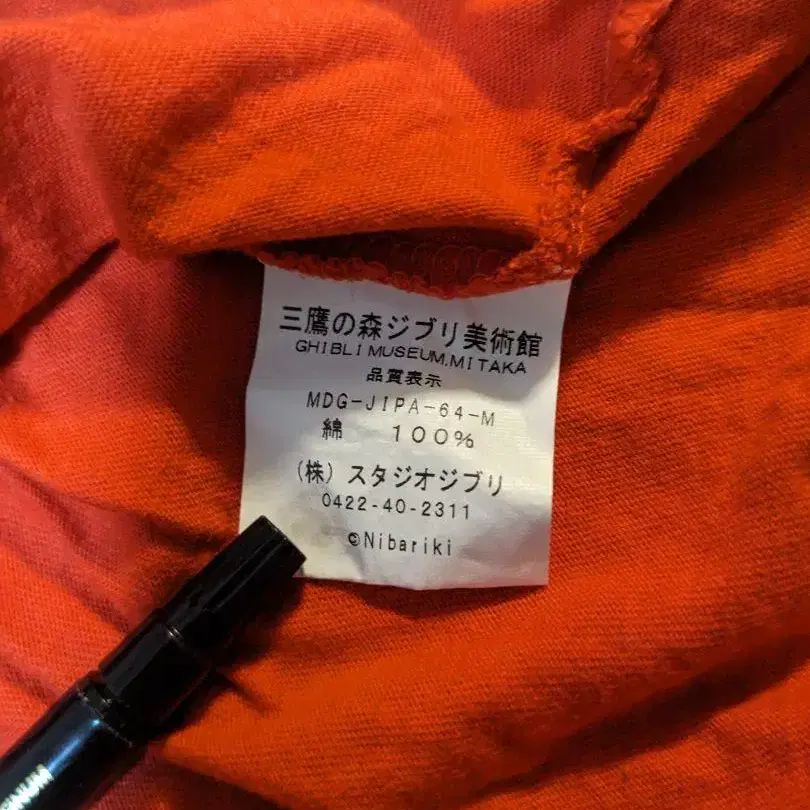 三鷹の森ジブリ美術館
GHIBLI MUSEUM.MITAKA
品質表示
MDG-JIPA-64-M
綿 100%
(株)スタジオジブリ
0422-40-2311
©Nibariki